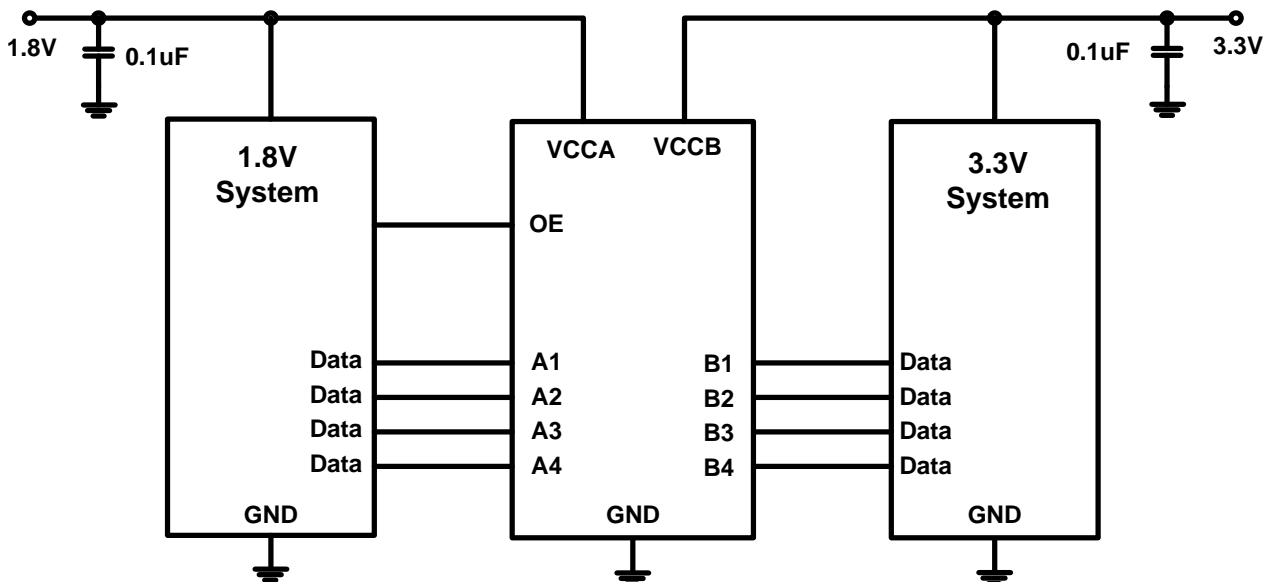 1.8V
0.1uF
0.1uF
3.3V
1.8V
System
VCCA
VCCB
3.3V
System
OE
Data
A1
B1
Data
Data
A2
B2
Data
Data
A3
B3
Data
Data
A4
B4
Data
GND
GND
GND